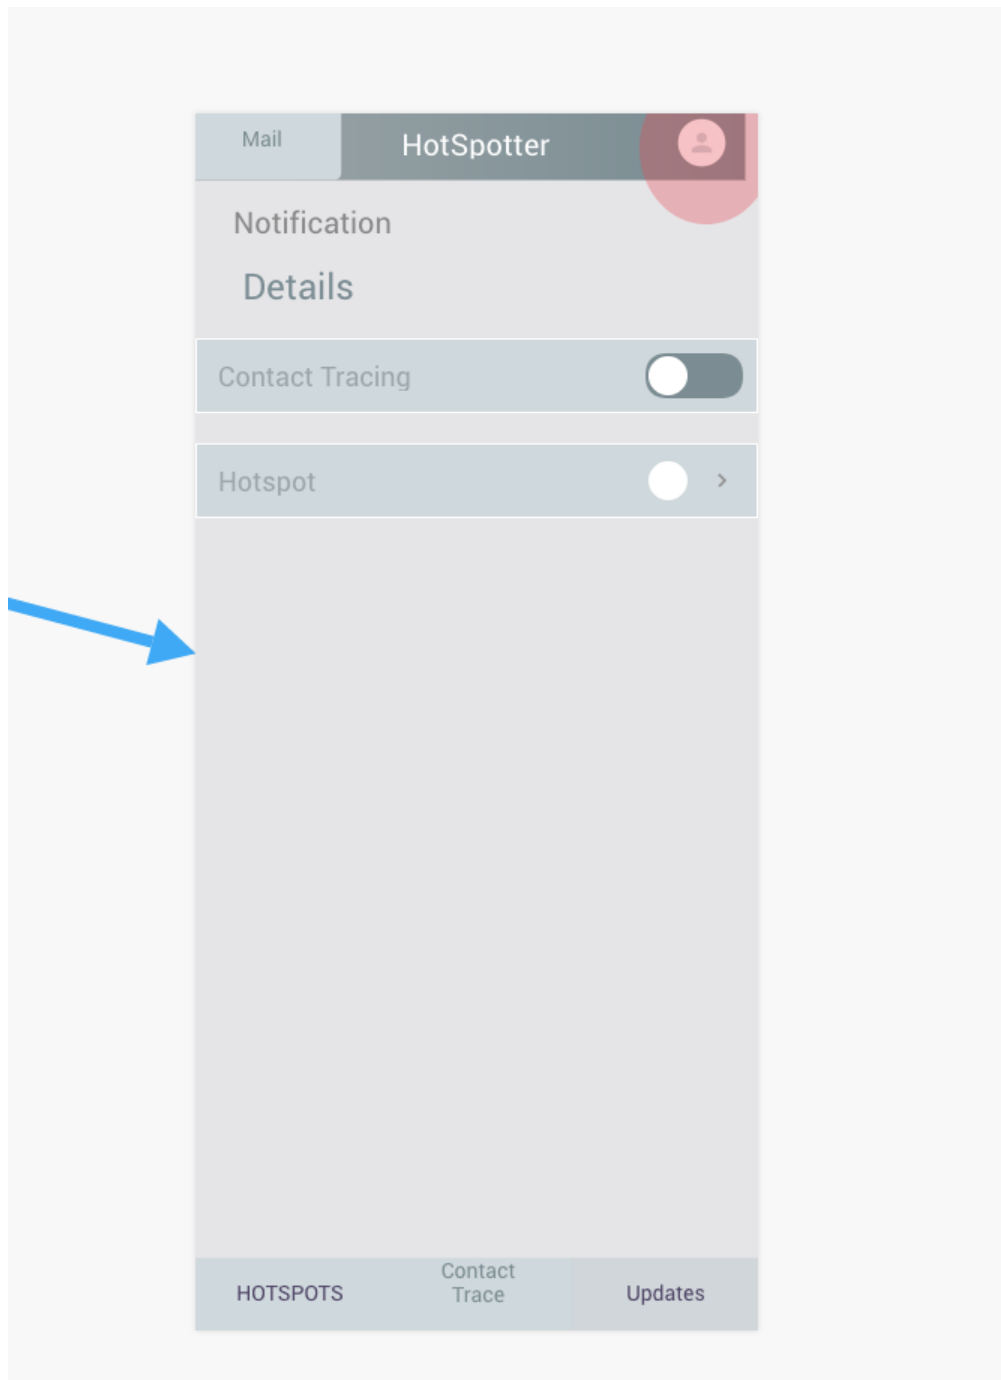 Mail
HotSpotter
Notification
Details
Contact Tracing
Hotspot
HOTSPOTS
Contact
Trace
Updates